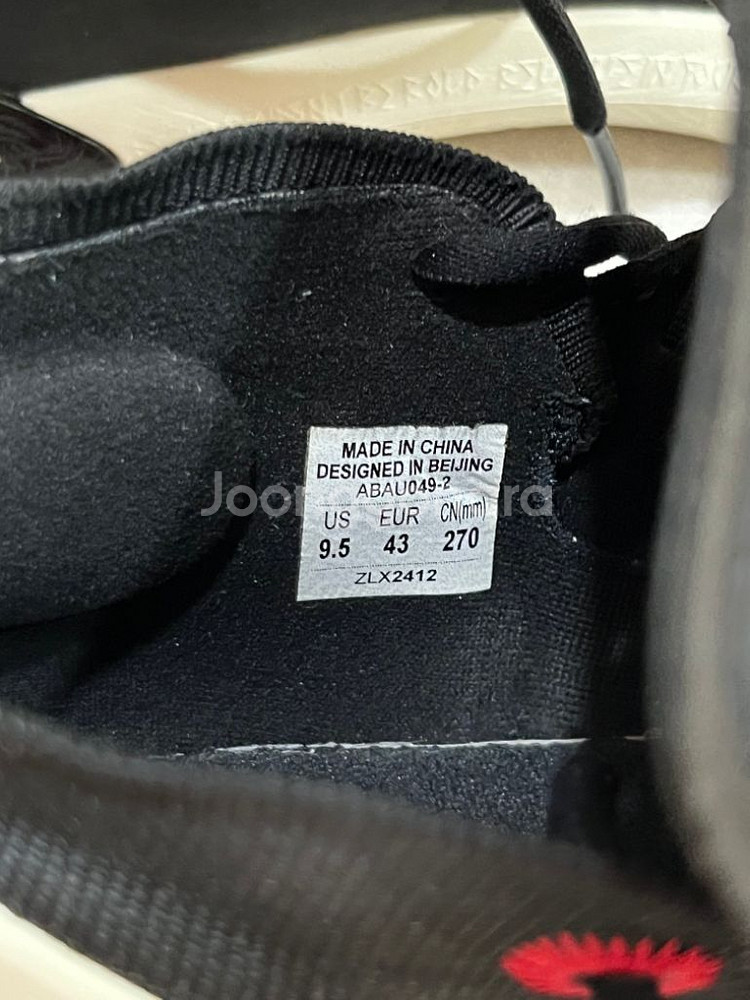 MADE IN CHINA
DESIGNED IN BEIJING
ABAU049-2
US EUR CN(mm)
9.5 43 270
ZLX2412